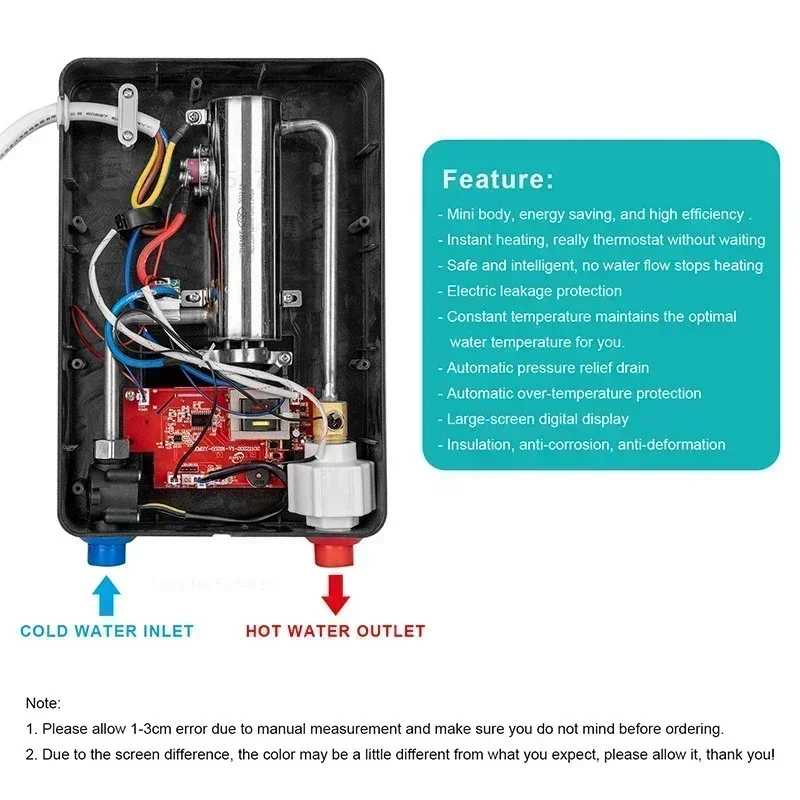 Feature:
- Mini body, energy saving, and high efficiency .
- Instant heating, really thermostat without waiting
- Safe and intelligent, no water flow stops heating
- Electric leakage protection
- Constant temperature maintains the optimal
water temperature for you.
- Automatic pressure relief drain
- Automatic over-temperature protection
- Large-screen digital display
- Insulation, anti-corrosion, anti-deformation
COLD WATER INLET
HOT WATER OUTLET
Note:
1. Please allow 1-3cm error due to manual measurement and make sure you do not mind before ordering.
2. Due to the screen difference, the color may be a little different from what you expect, please allow it, thank you!